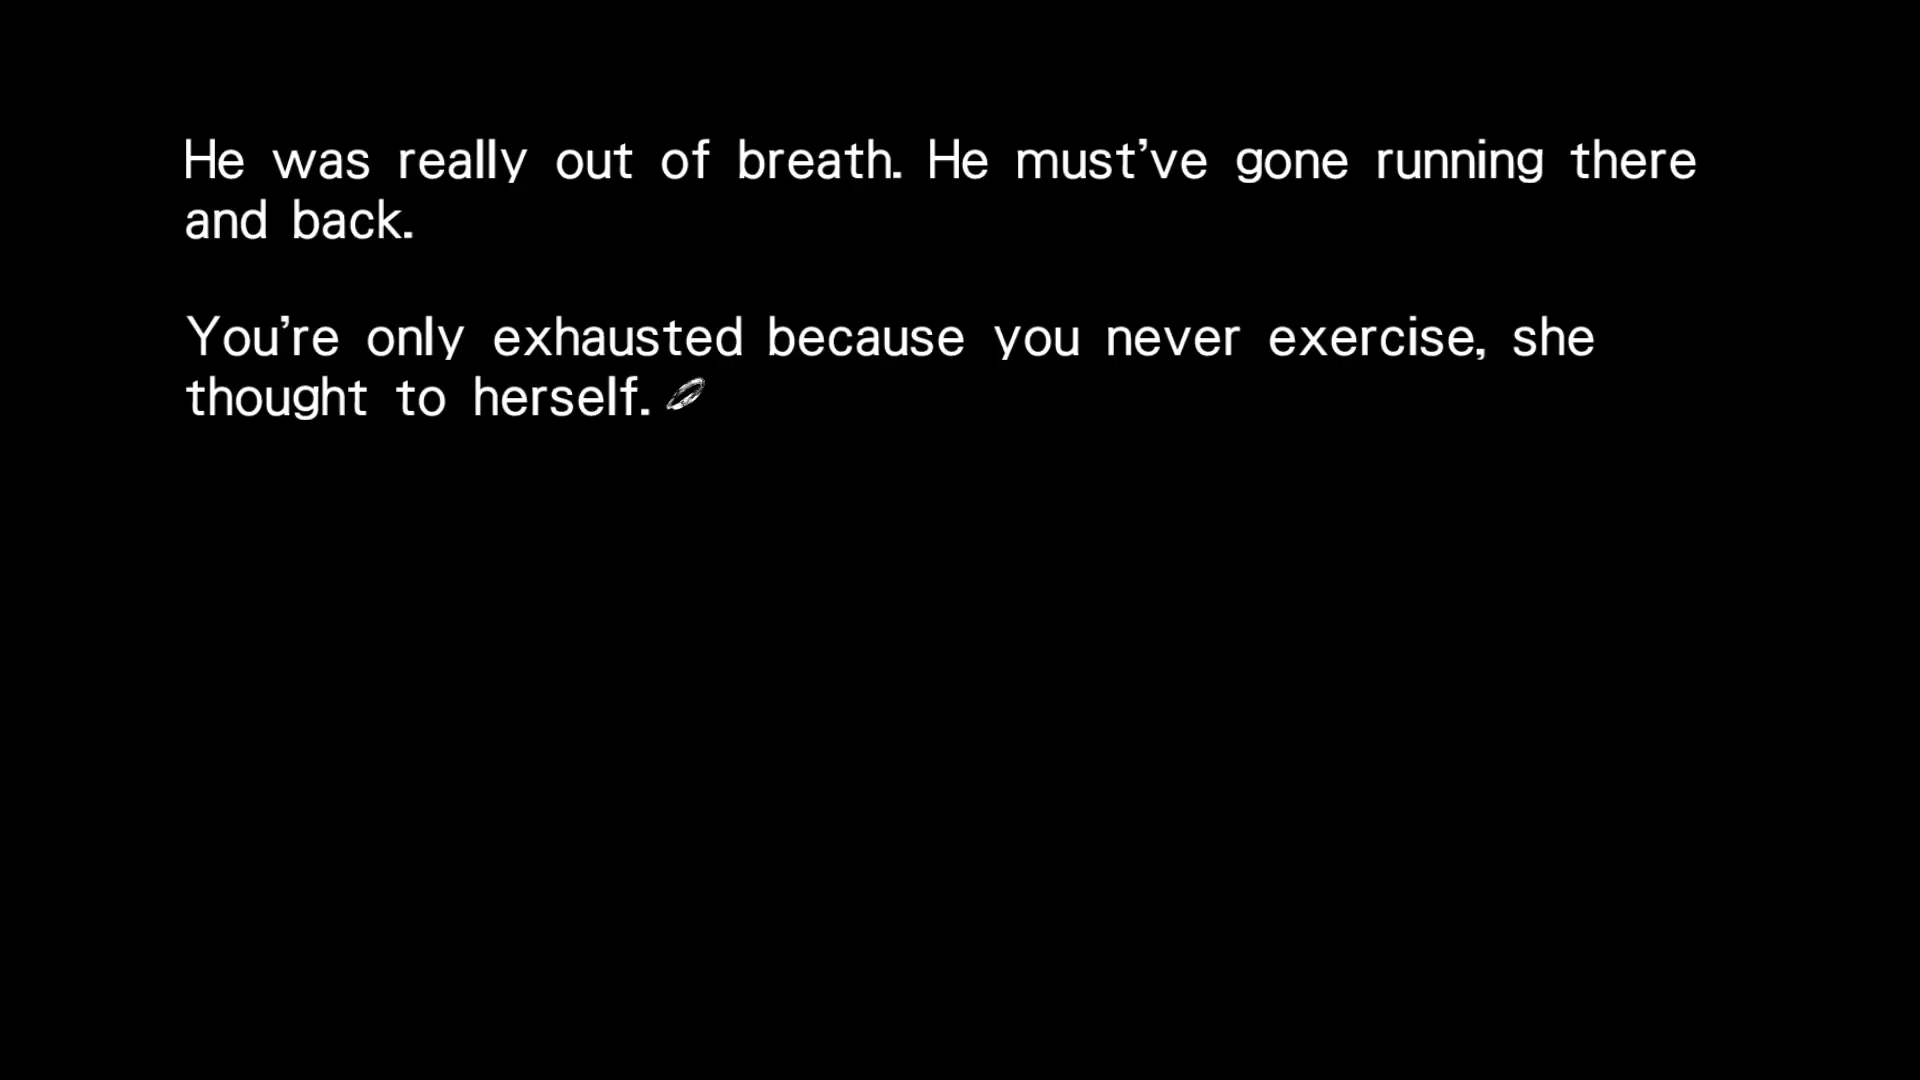 He was really out of breath. He must’ve gone running there
and back.
You’re only exhausted because you never exercise, she
thought to herself.